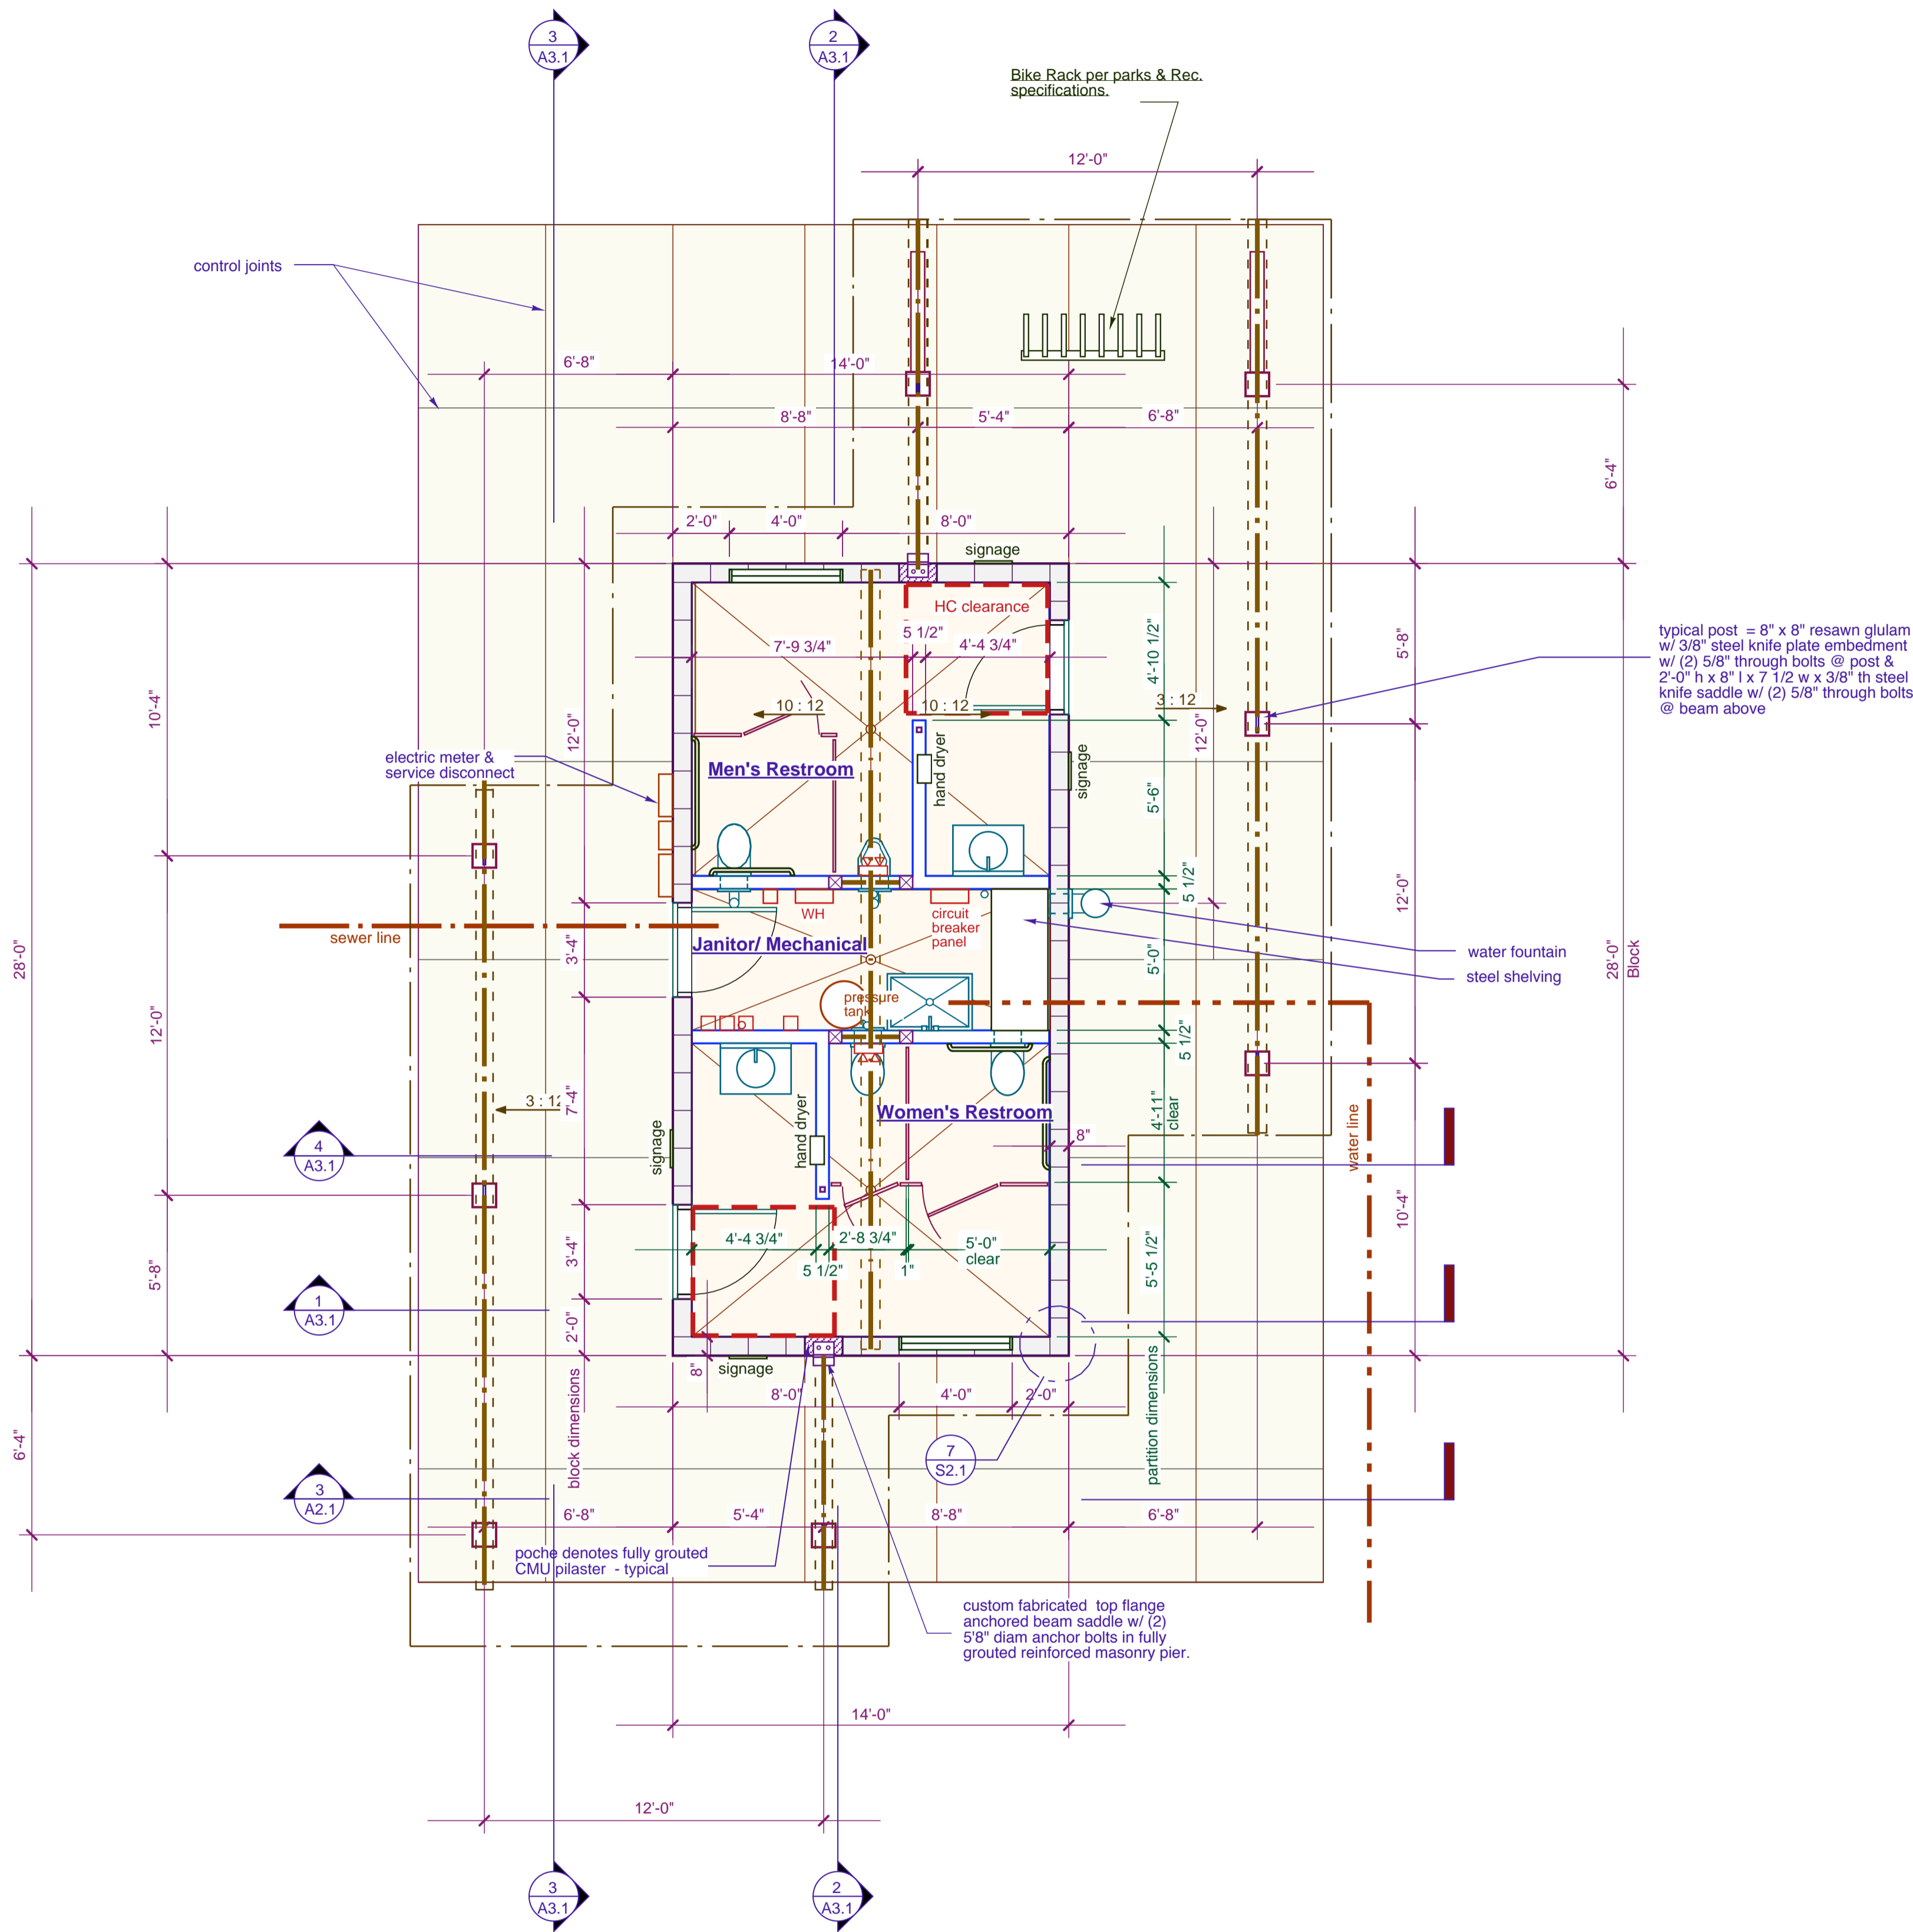 3
A3.1
2
A3.1
Bike Rack per parks & Rec.
specifications.
12'-0"
control joints
6'-8"
14'-0"
8'-8"
5'-4"
6'-8"
6'-4"
2'-0"
4'-0"
8'-0"
signage
HC clearance
5 1/2"
7'-9 3/4"
4'-4 3/4"
4'-10 1/2"
5'-8"
typical post = 8" x 8" resawn glulam
w/ 3/8" steel knife plate embedment
w/ (2) 5/8" through bolts @ post &
2'-0" h x 8" l x 7 1/2 w x 3/8" th steel
knife saddle w/ (2) 5/8" through bolts
@ beam above
10'-4"
12'-0"
10 : 12
10 : 12
3 : 12
12'-0"
electric meter &
service disconnect
Men's Restroom
hand dryer
signage
5'-6"
5 1/2"
12'-0"
WH
circuit
breaker
panel
sewer line
Janitor/ Mechanical
28'-0"
3'-4"
5'-0"
28'-0"
Block
water fountain
steel shelving
pressure
tank
12'-0"
5 1/2"
3 : 12
7'-4"
Women's Restroom
4'-11"
clear
8"
water line
4
A3.1
signage
hand dryer
10'-4"
4'-4 3/4"
2'-8 3/4"
5'-0"
clear
5 1/2"
1"
5'-5 1/2"
3'-4"
5'-8"
1
A3.1
2'-0"
8"
signage
8'-0"
4'-0"
2'-0"
block dimensions
partition dimensions
6'-4"
7
S2.1
3
A2.1
6'-8"
5'-4"
8'-8"
6'-8"
poche denotes fully grouted
CMU pilaster - typical
custom fabricated top flange
anchored beam saddle w/ (2)
5'8" diam anchor bolts in fully
grouted reinforced masonry pier.
14'-0"
12'-0"
3
A3.1
2
A3.1